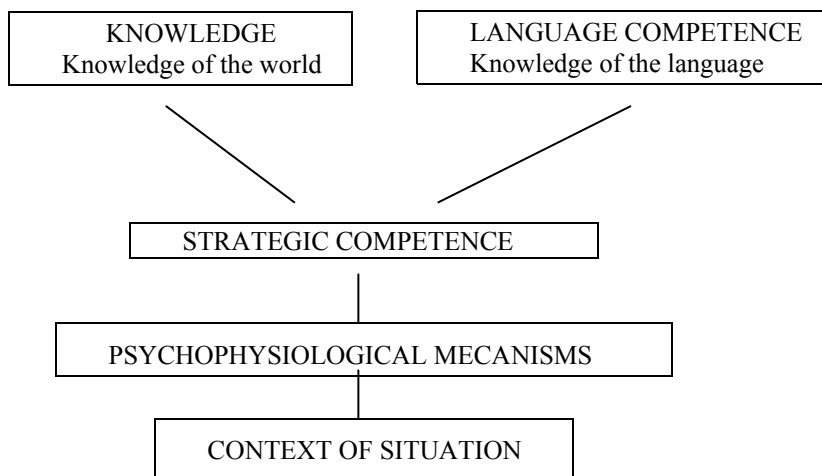 KNOWLEDGE
Knowledge of the world
LANGUAGE COMPETENCE
Knowledge of the language
STRATEGIC COMPETENCE
PSYCHOPHYSIOLOGICAL MECANISMS
CONTEXT OF SITUATION